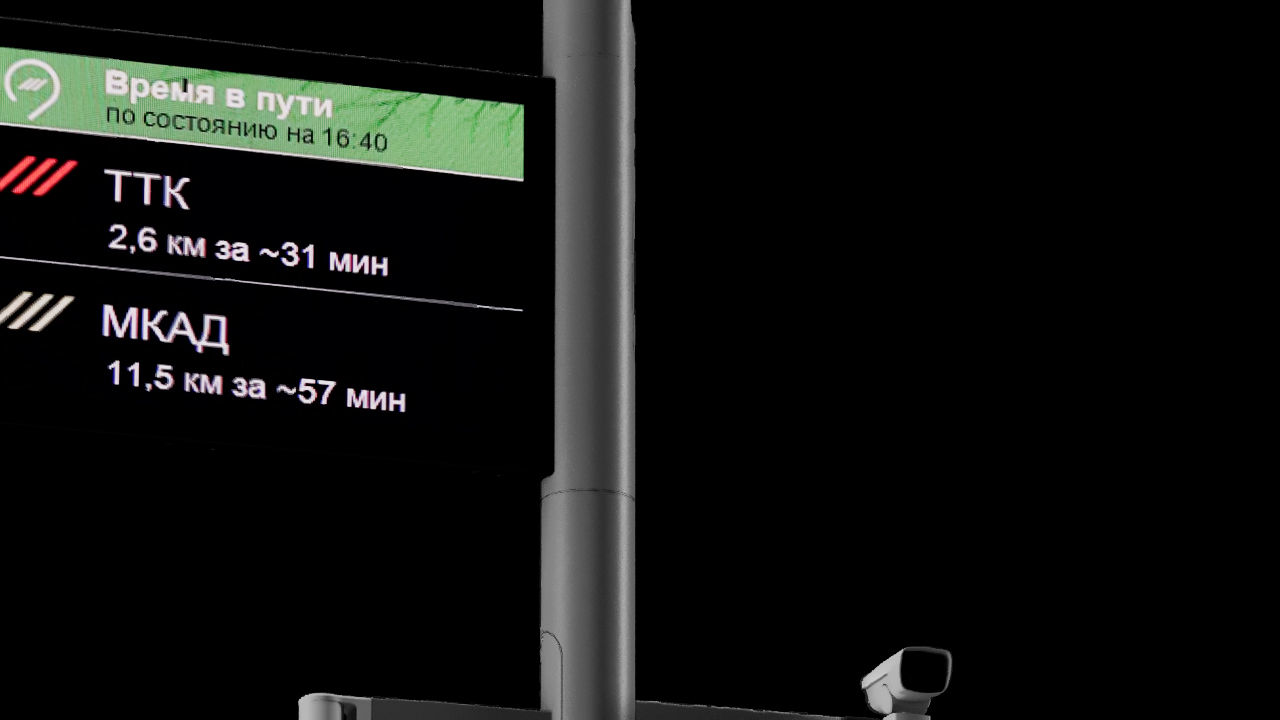 Время в пути
по состоянию на 16:40
ТТК
2,6 км за ~31 мин
МКАД
11,5 км за ~57 мин